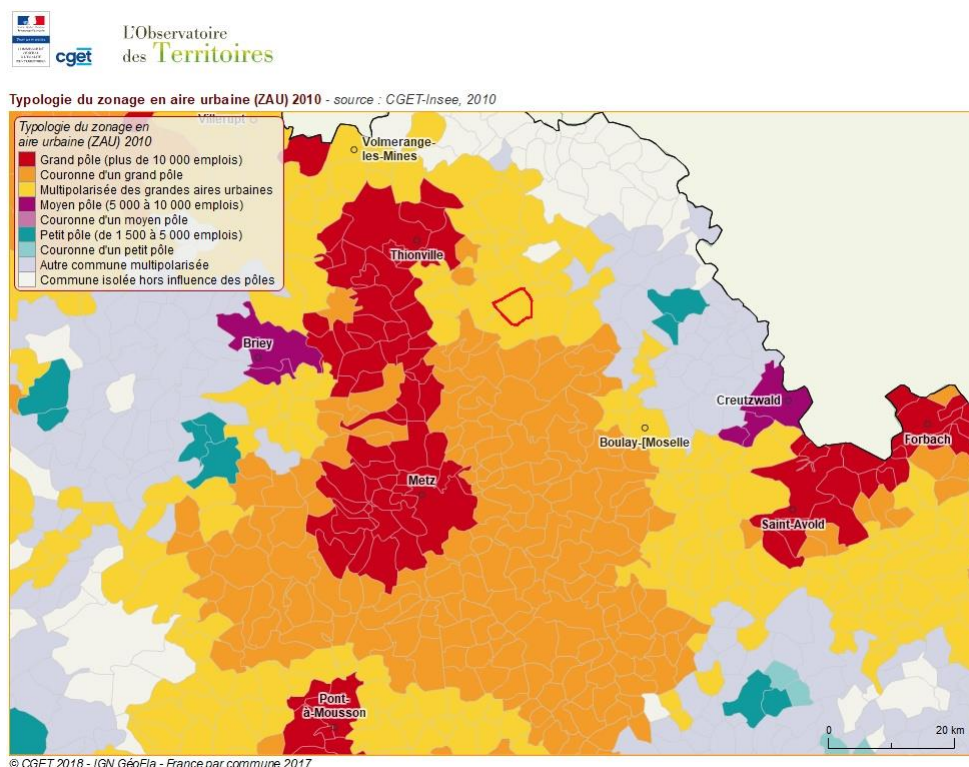 cget
L'Observatoire
des Territoires
Typologie du zonage en aire urbaine (ZAU) 2010 - source : CGET-Insee, 2010
Villerupt
Typologie du zonage en
aire urbaine (ZAU) 2010
Grand pôle (plus de 10 000 emplois)
Couronne d'un grand pôle
Multipolarisée des grandes aires urbaines
Moyen pôle (5 000 à 10 000 emplois)
Couronne d'un moyen pôle
Petit pôle (de 1 500 à 5 000 emplois)
Couronne d'un petit pôle
Autre commune multipolarisée
Commune isolée hors influence des pôles
Volmerange-
les-Mines
Thionville
Briey
Creutzwald
Boulay-[Moselle
Forbach
Metz
Saint-Avold
Pont-
à-Mousson
0 20 km
© CGET 2018 - IGN GéoFla - France par commune 2017